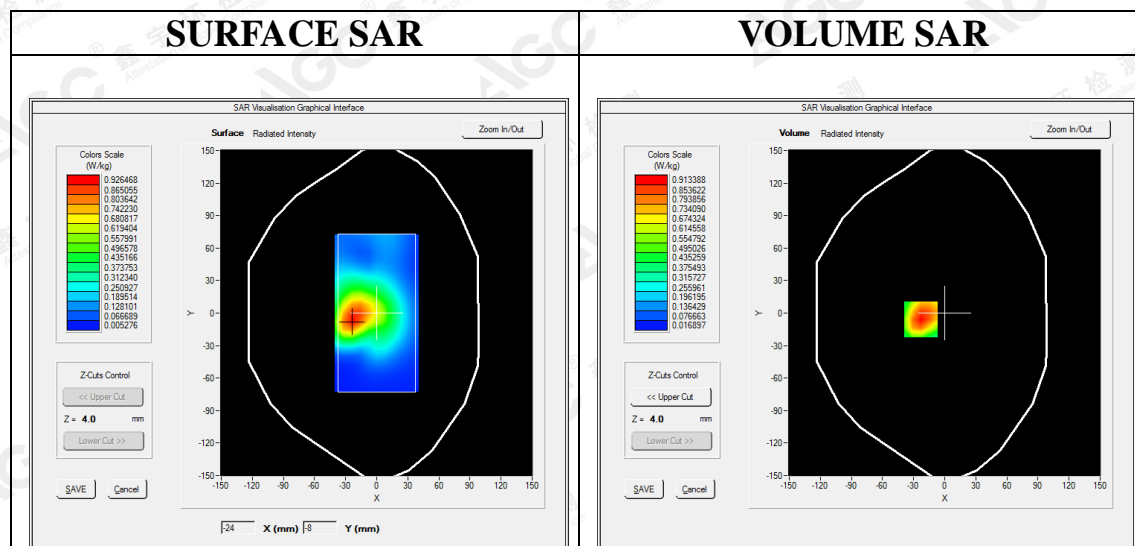 SURFACE SAR
VOLUME SAR
SAR Visualisation Graphical Interface
Surface Radiated Intensity
Zoom In/Out
Colors Scale
(W/kg)
0.926468
0.865055
0.803642
0.742230
0.680817
0.619404
0.557991
0.496578
0.435166
0.373753
0.312340
0.250927
0.189514
0.128101
0.066689
0.005276
150
120
90
60
30
0
-30
-60
-90
-120
-150
Y
-150 -120 -90 -60 -30 0 30 60 90 120 150
X
Z-Cuts Control
<< Upper Cut
Z = 4.0 mm
Lower Cut >>
SAVE Cancel
-24 X (mm) -8 Y (mm)
SAR Visualisation Graphical Interface
Volume Radiated Intensity
Zoom In/Out
Colors Scale
(W/kg)
0.913388
0.853622
0.793856
0.734090
0.674324
0.614558
0.554792
0.495026
0.435259
0.375493
0.315727
0.255961
0.196195
0.136429
0.076663
0.016897
150
120
90
60
30
0
-30
-60
-90
-120
-150
Y
-150 -120 -90 -60 -30 0 30 60 90 120 150
X
Z-Cuts Control
<< Upper Cut
Z = 4.0 mm
Lower Cut >>
SAVE Cancel